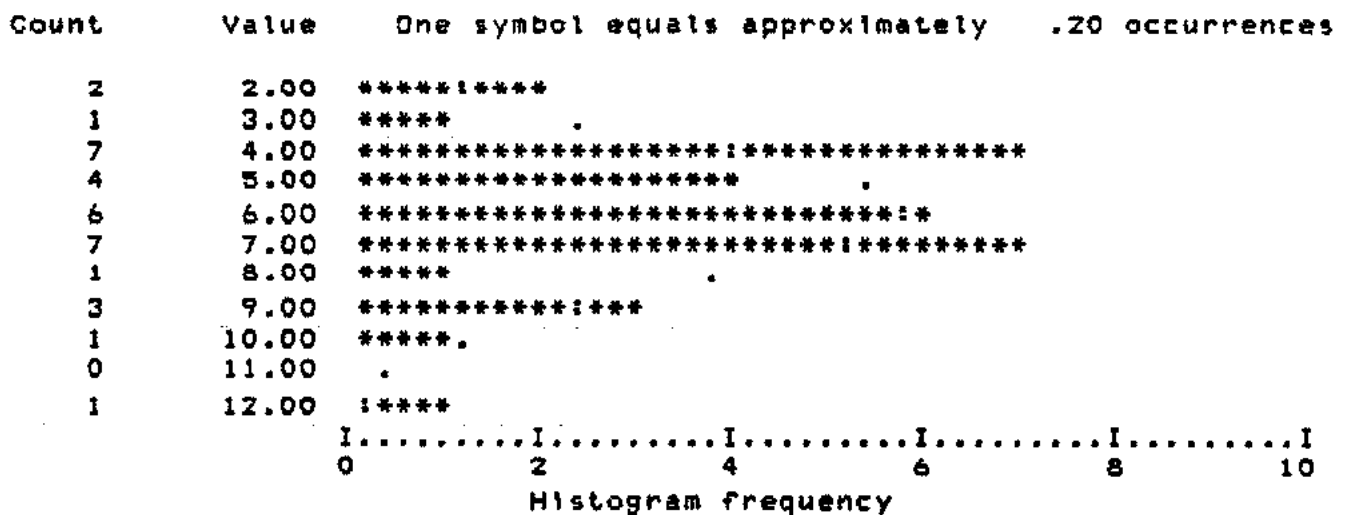 Count Value One symbol equals approximately .20 occurrences
2 2.00 *****:****
1 3.00 *****      .
7 4.00 *******************:***************
4 5.00 ********************      .
6 6.00 ****************************:*
7 7.00 *************************:*********
1 8.00 *****             .
3 9.00 ***********:***
1 10.00 *****.
0 11.00  .
1 12.00 :****
I.........I.........I.........I.........I.........I
0 2 4 6 8 10
Histogram frequency